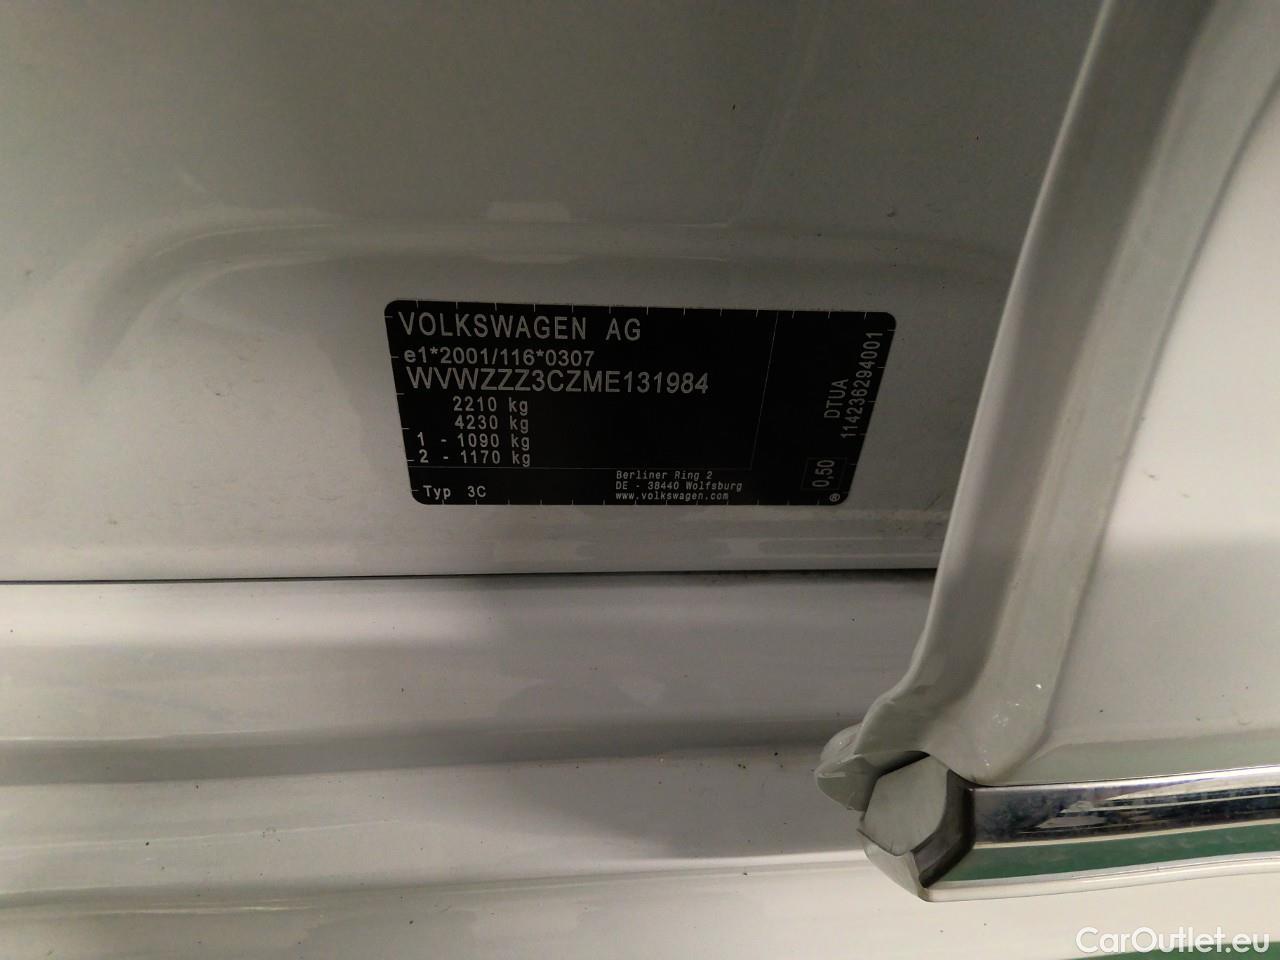 VOLKSWAGEN AG
e1*2001/116*0307
WVWZZZ3CZME131984
2210 kg
4230 kg
1 - 1090 kg
2 - 1170 kg
Typ 3C
Berliner Ring 2
DE - 38440 Wolfsburg
www.volkswagen.com
DTUA
114236294001
0,50
®
CarOutlet.eu